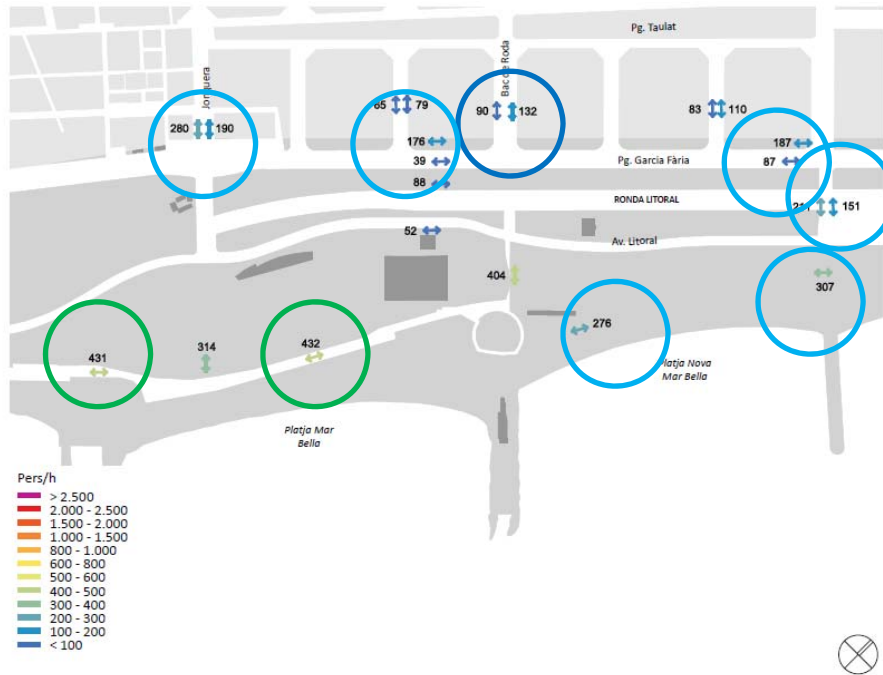 Pg. Taulat
Jonquera
Bac de Roda
65 79
90 132
83 110
280 190
176
187
39
Pg. Garcia Fària
87
88
RONDA LITORAL
211 151
52
Av. Litoral
404
307
276
431
314
432
Platja Nova
Mar Bella
Platja Mar
Bella
Pers/h
> 2.500
2.000 - 2.500
1.500 - 2.000
1.000 - 1.500
800 - 1.000
600 - 800
500 - 600
400 - 500
300 - 400
200 - 300
100 - 200
< 100